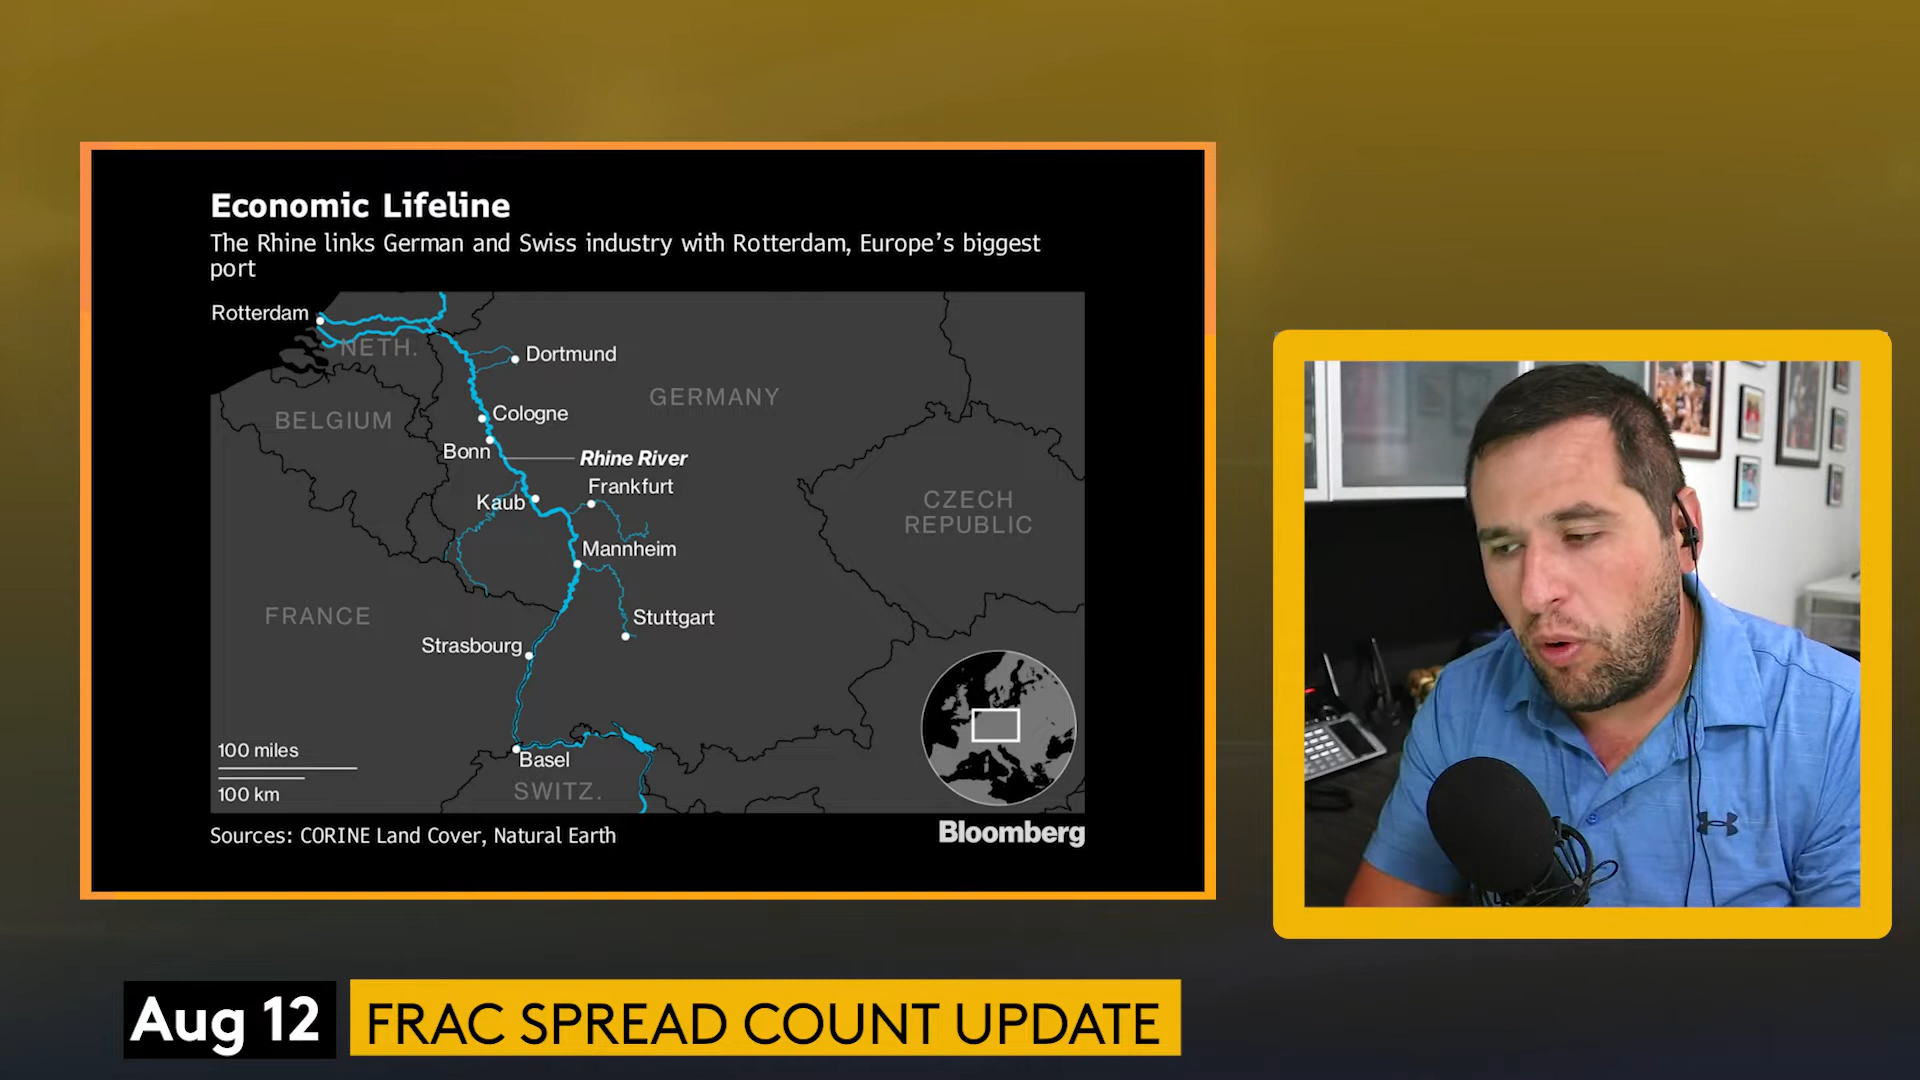 Economic Lifeline
The Rhine links German and Swiss industry with Rotterdam, Europe's biggest
port
Rotterdam
NETH.
Dortmund
GERMANY
BELGIUM
Cologne
Bonn
Rhine River
Frankfurt
Kaub
CZECH
REPUBLIC
Mannheim
FRANCE
Stuttgart
Strasbourg
100 miles
100 km
Basel
SWITZ.
Sources: CORINE Land Cover, Natural Earth
Bloomberg
Aug 12
FRAC SPREAD COUNT UPDATE